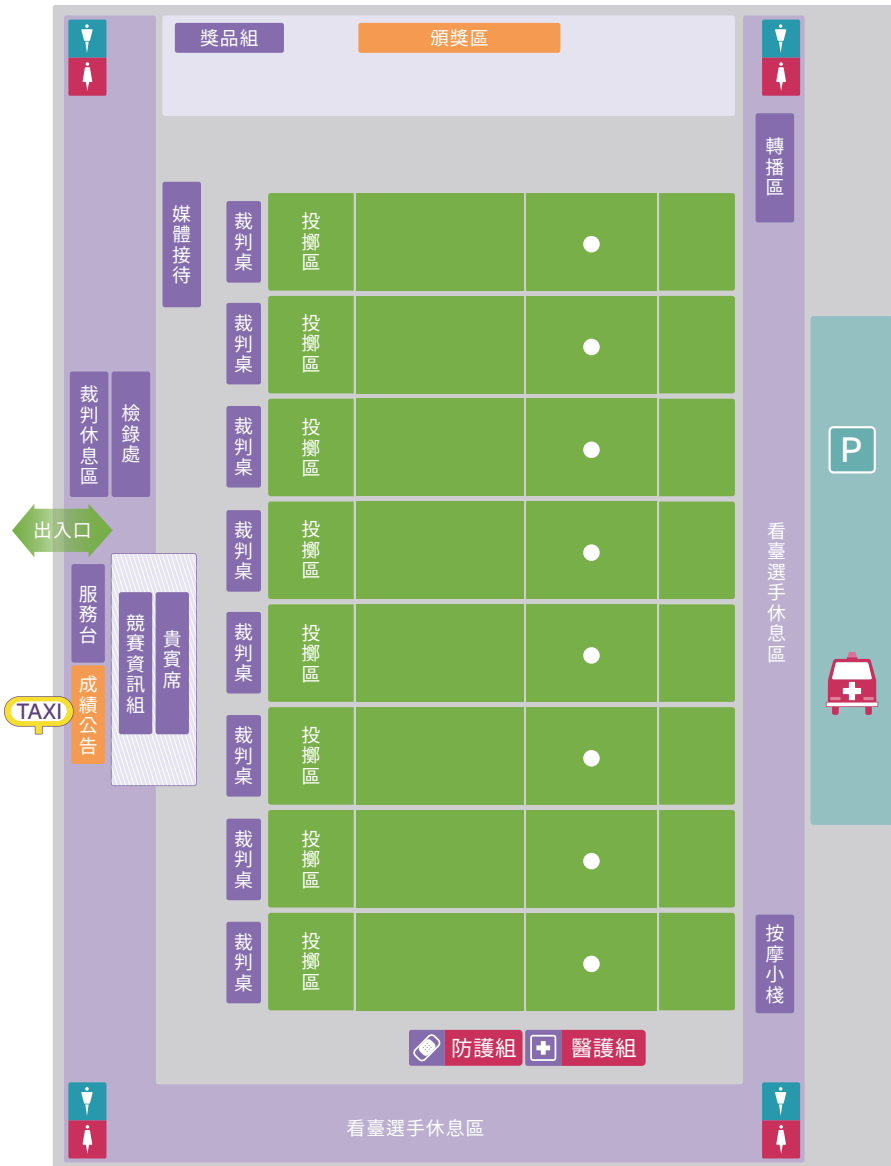 獎品組
頒獎區
轉播區
媒體接待
裁判桌
投擲區
裁判桌
投擲區
裁判休息區
檢錄處
裁判桌
投擲區
P
出入口
裁判桌
投擲區
看臺選手休息區
服務台
競賽資訊組
貴賓席
裁判桌
投擲區
成績公告
TAXI
裁判桌
投擲區
裁判桌
投擲區
裁判桌
投擲區
按摩小棧
防護組
醫護組
看臺選手休息區